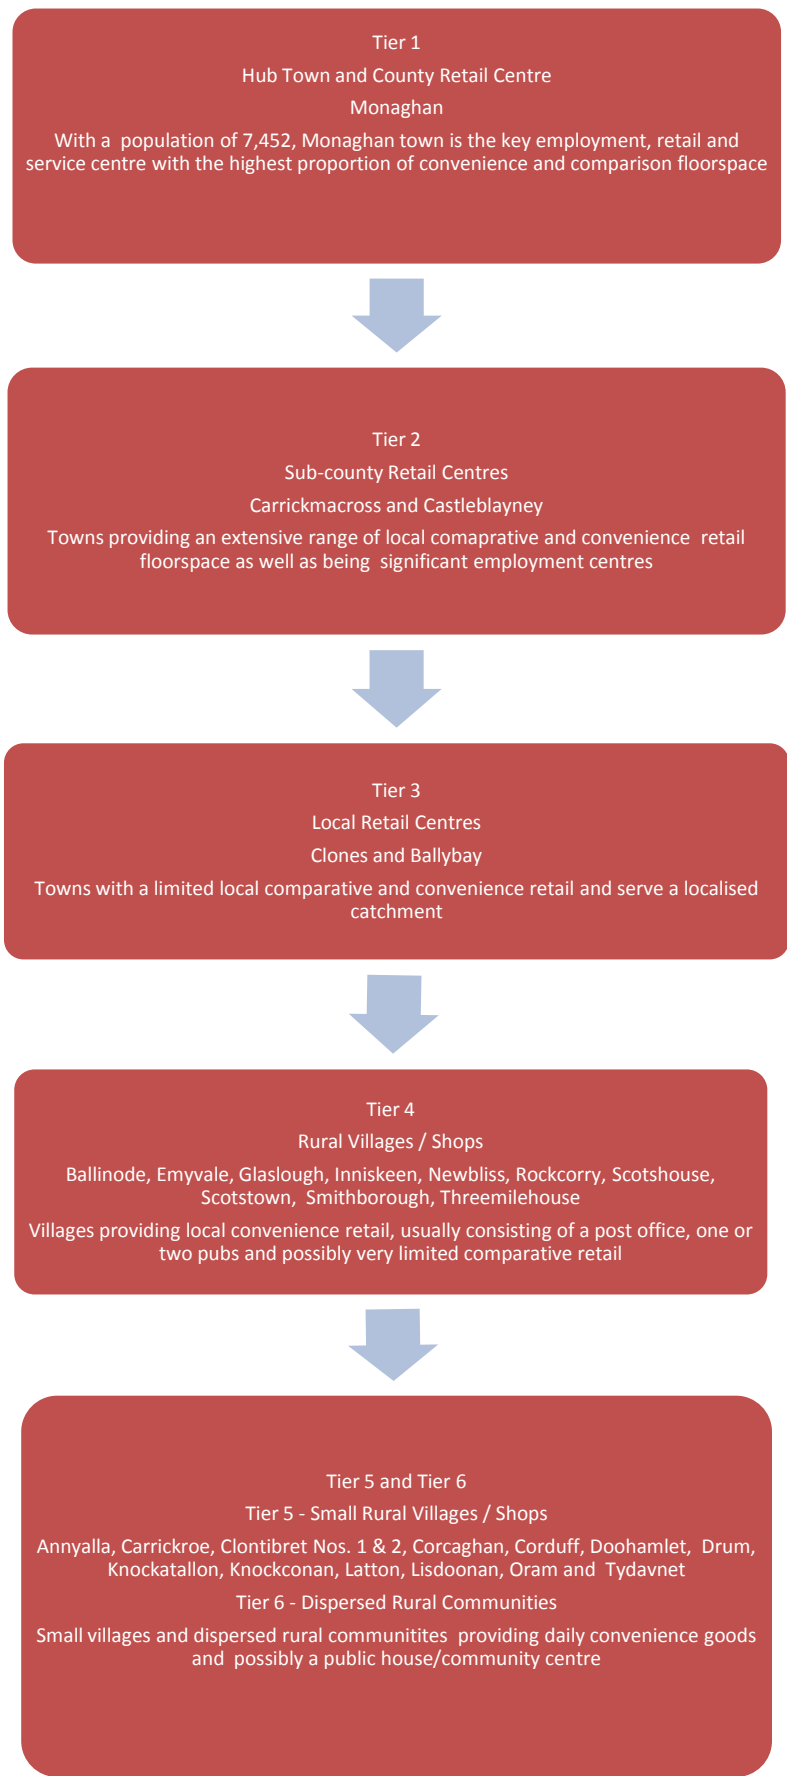 Tier 1
Hub Town and County Retail Centre
Monaghan
With a population of 7,452, Monaghan town is the key employment, retail and
service centre with the highest proportion of convenience and comparison floorspace
Tier 2
Sub-county Retail Centres
Carrickmacross and Castleblayney
Towns providing an extensive range of local comaprative and convenience retail
floorspace as well as being significant employment centres
Tier 3
Local Retail Centres
Clones and Ballybay
Towns with a limited local comparative and convenience retail and serve a localised
catchment
Tier 4
Rural Villages / Shops
Ballinode, Emyvale, Glaslough, Inniskeen, Newbliss, Rockcorry, Scotshouse,
Scotstown, Smithborough, Threemilehouse
Villages providing local convenience retail, usually consisting of a post office, one or
two pubs and possibly very limited comparative retail
Tier 5 and Tier 6
Tier 5 - Small Rural Villages / Shops
Annyalla, Carrickroe, Clontibret Nos. 1 & 2, Corcaghan, Corduff, Doohamlet, Drum,
Knockatallon, Knockconan, Latton, Lisdoonan, Oram and Tydavnet
Tier 6 - Dispersed Rural Communities
Small villages and dispersed rural communitites providing daily convenience goods
and possibly a public house/community centre